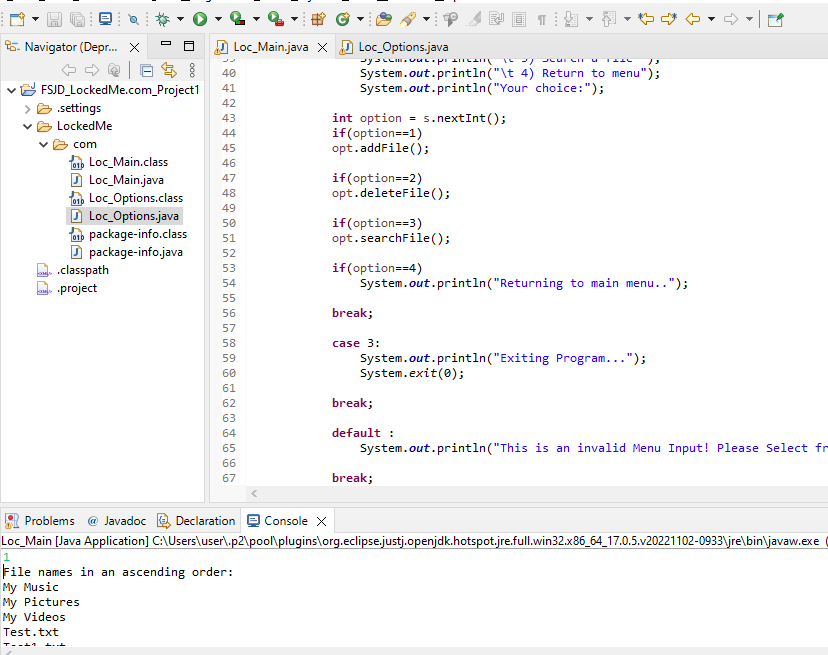 Navigator (Depr...
FSJD_LockedMe.com_Project1
.settings
LockedMe
com
Loc_Main.class
Loc_Main.java
Loc_Options.class
Loc_Options.java
package-info.class
package-info.java
.classpath
.project
Loc_Main.java
Loc_Options.java
39 System.out.println("\t 3) Search a file ");
40 System.out.println("\t 4) Return to menu");
41 System.out.println("Your choice:");
42
43 int option = s.nextInt();
44 if(option==1)
45 opt.addFile();
46
47 if(option==2)
48 opt.deleteFile();
49
50 if(option==3)
51 opt.searchFile();
52
53 if(option==4)
54 System.out.println("Returning to main menu..");
55
56 break;
57
58 case 3:
59 System.out.println("Exiting Program...");
60 System.exit(0);
61
62 break;
63
64 default :
65 System.out.println("This is an invalid Menu Input! Please Select fr
66
67 break;
Problems @ Javadoc Declaration Console
Loc_Main [Java Application] C:\Users\user\.p2\pool\plugins\org.eclipse.justj.openjdk.hotspot.jre.full.win32.x86_64_17.0.5.v20221102-0933\jre\bin\javaw.exe (
1
File names in an ascending order:
My Music
My Pictures
My Videos
Test.txt
Test1.txt